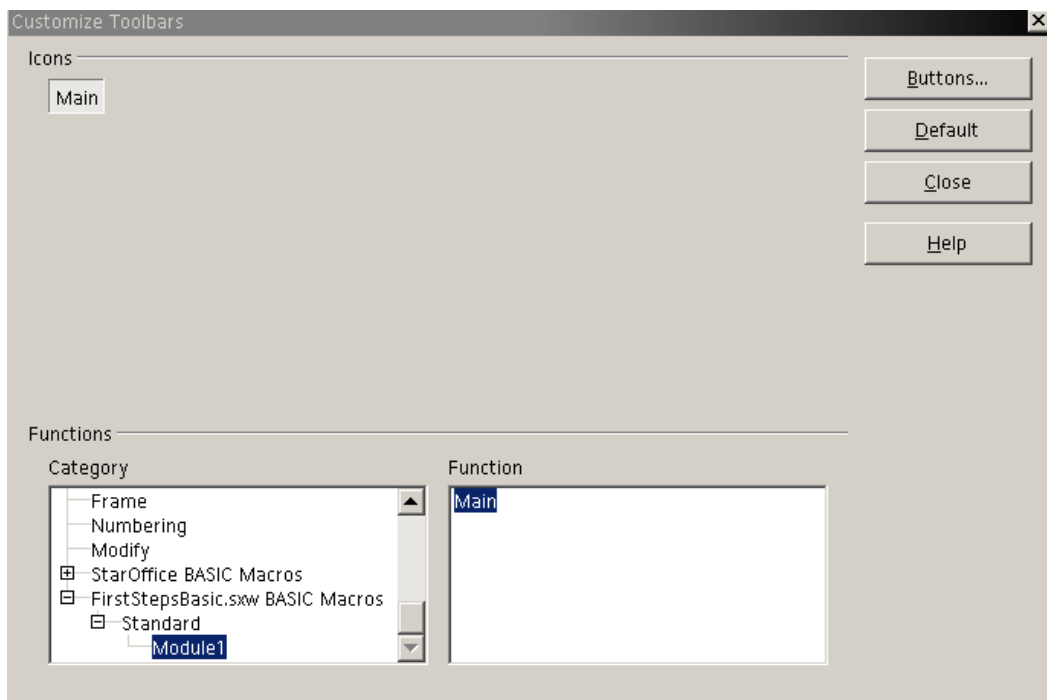 Customize Toolbars
Icons
Main
Buttons...
Default
Close
Help
Functions
Category
Function
Frame
Numbering
Modify
StarOffice BASIC Macros
FirstStepsBasic.sxw BASIC Macros
Standard
Module1
Main